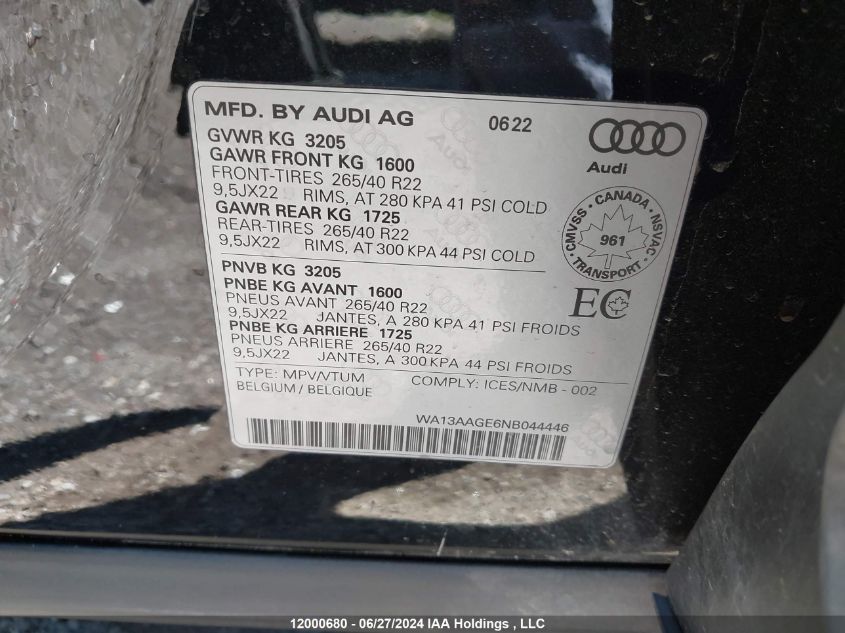 MFD. BY AUDI AG 0622
GVWR KG 3205
GAWR FRONT KG 1600
FRONT-TIRES 265/40 R22
9,5JX22 RIMS, AT 280 KPA 41 PSI COLD
GAWR REAR KG 1725
REAR-TIRES 265/40 R22
9,5JX22 RIMS, AT 300 KPA 44 PSI COLD
Audi
CANADA
CMVSS 961 NSVAC
TRANSPORT
PNVB KG 3205
PNBE KG AVANT 1600
PNEUS AVANT 265/40 R22
9,5JX22 JANTES, A 280 KPA 41 PSI FROIDS
PNBE KG ARRIERE 1725
PNEUS ARRIERE 265/40 R22
9,5JX22 JANTES, A 300 KPA 44 PSI FROIDS
EC
TYPE: MPV/VTUM COMPLY: ICES/NMB - 002
BELGIUM / BELGIQUE
WA13AAGE6NB044446
12000680 - 06/27/2024 IAA Holdings , LLC